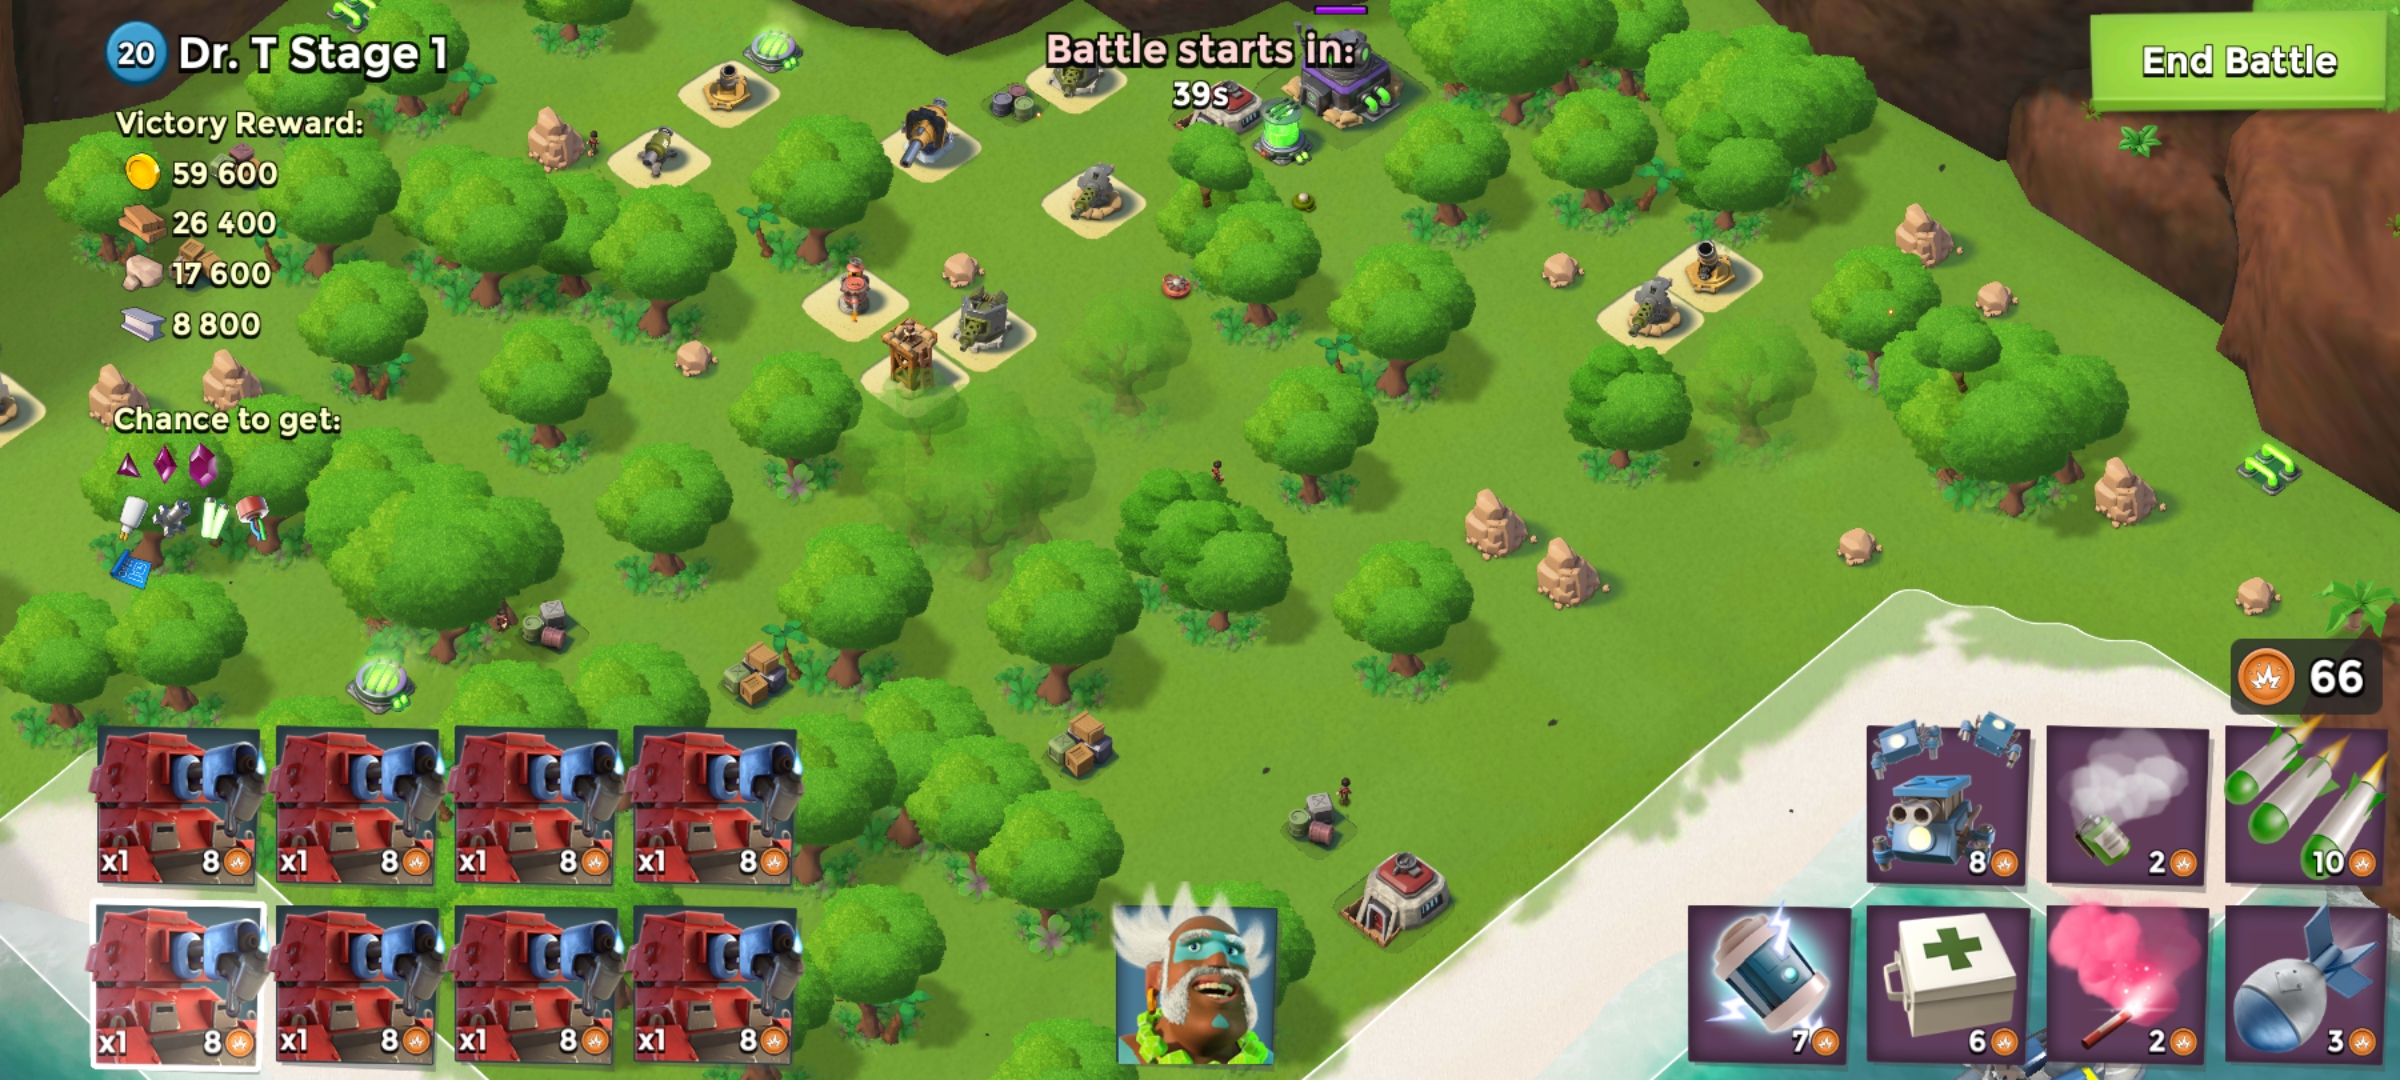 20 Dr. T Stage 1
Battle starts in:
39s
End Battle
Victory Reward:
59 600
26 400
17 600
8 800
Chance to get:
66
x1 8
x1 8
x1 8
x1 8
8
2
10
x1 8
x1 8
x1 8
x1 8
7
6
2
3